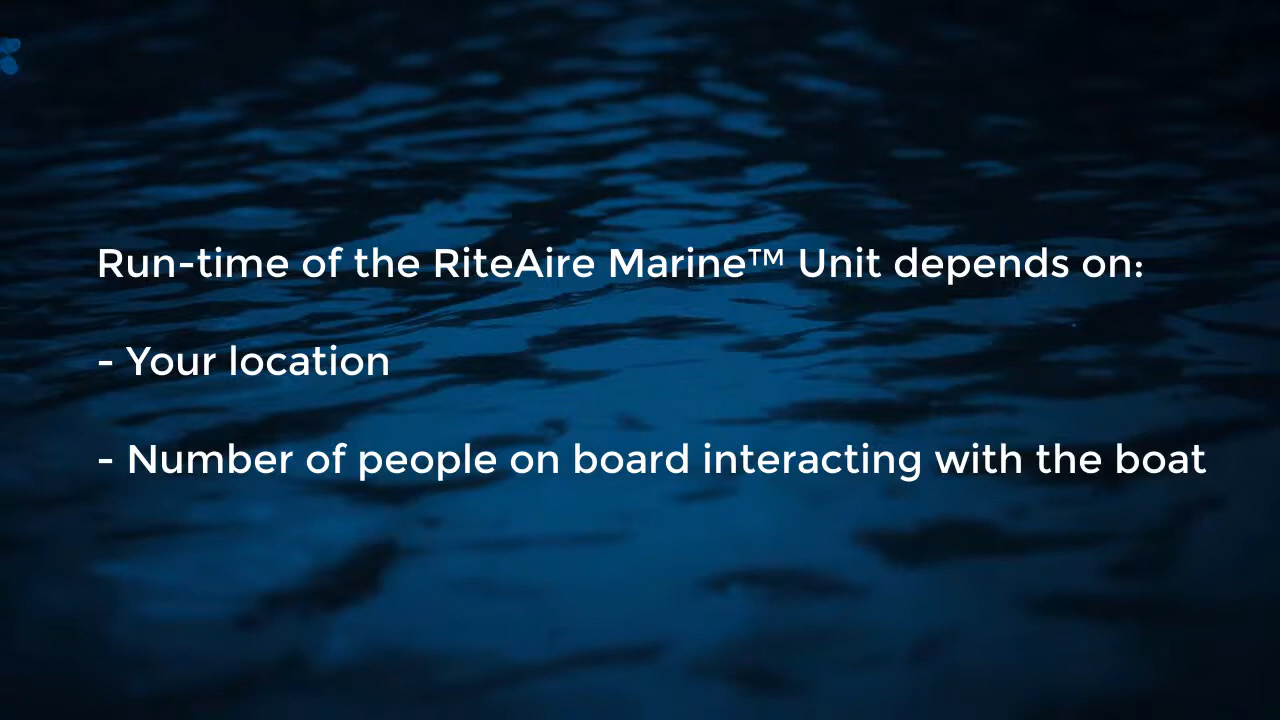 Run-time of the RiteAire Marine™ Unit depends on:
- Your location
- Number of people on board interacting with the boat